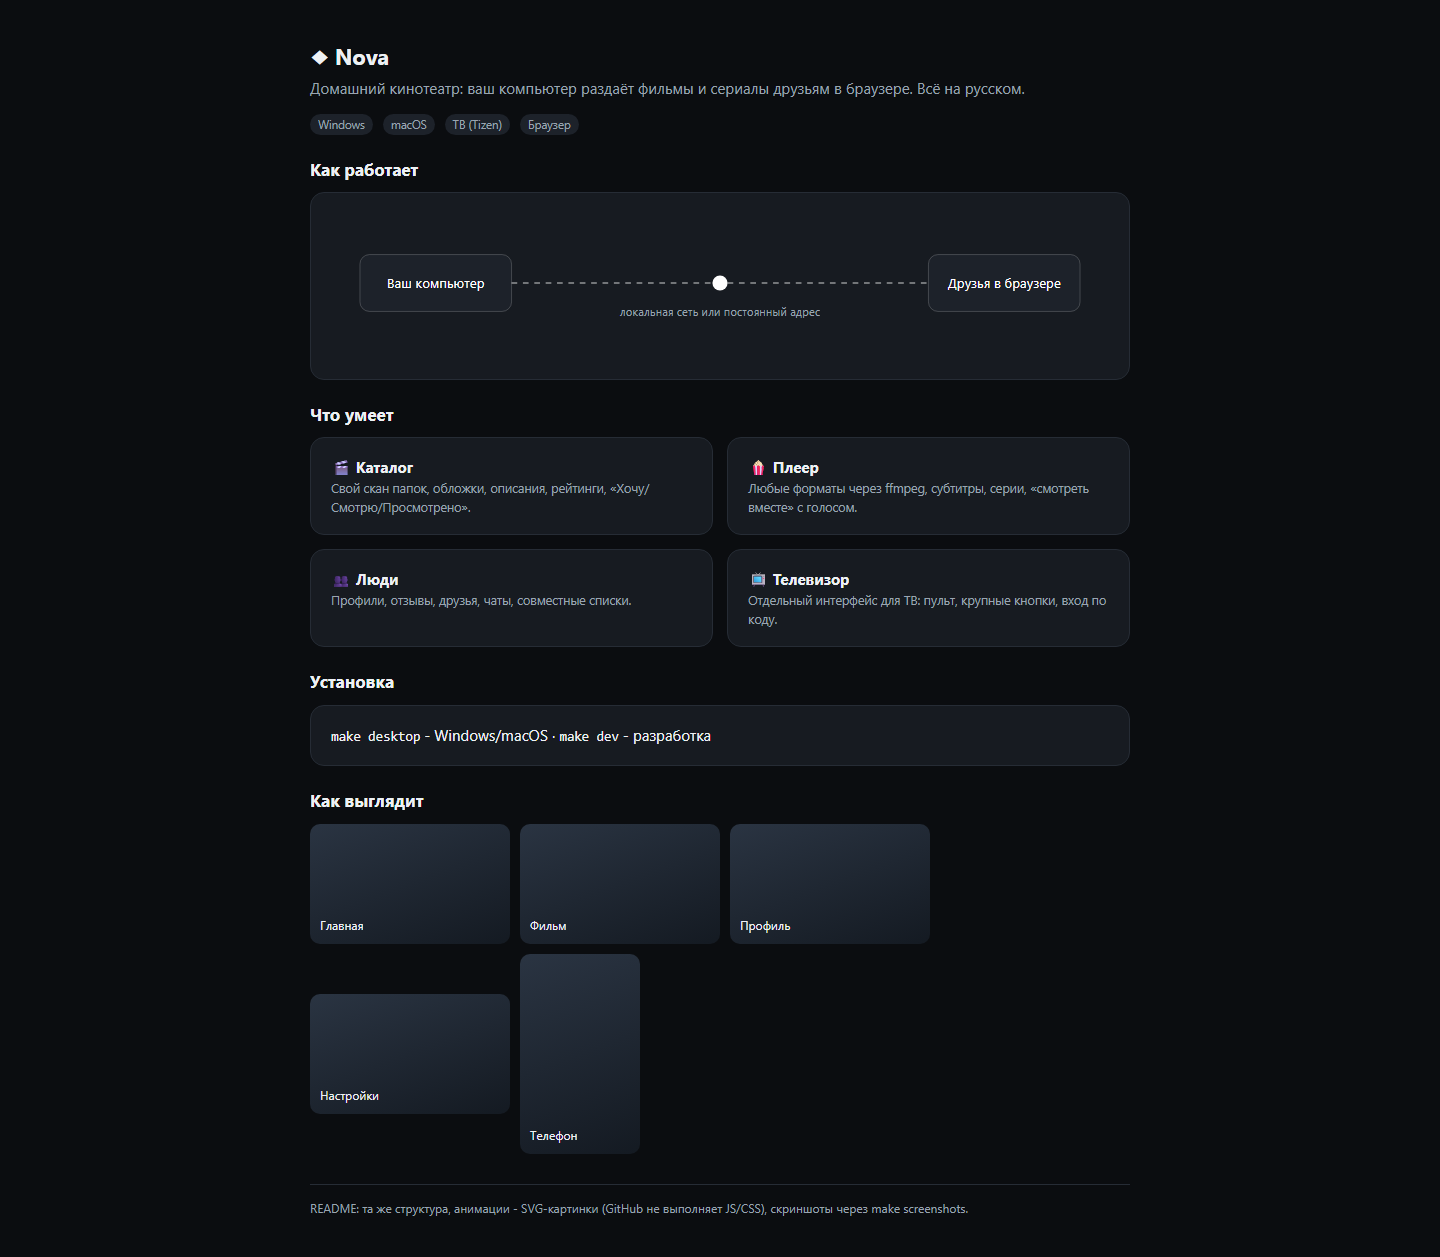 ◆ Nova
Домашний кинотеатр: ваш компьютер раздаёт фильмы и сериалы друзьям в браузере. Всё на русском.
Windows macOS ТВ (Tizen) Браузер
Как работает
Ваш компьютер
Друзья в браузере
локальная сеть или постоянный адрес
Что умеет
Каталог
Свой скан папок, обложки, описания, рейтинги, «Хочу/
Смотрю/Просмотрено».
Плеер
Любые форматы через ffmpeg, субтитры, серии, «смотреть
вместе» с голосом.
Люди
Профили, отзывы, друзья, чаты, совместные списки.
Телевизор
Отдельный интерфейс для ТВ: пульт, крупные кнопки, вход по
коду.
Установка
make desktop - Windows/macOS · make dev - разработка
Как выглядит
Главная
Фильм
Профиль
Настройки
Телефон
README: та же структура, анимации - SVG-картинки (GitHub не выполняет JS/CSS), скриншоты через make screenshots.